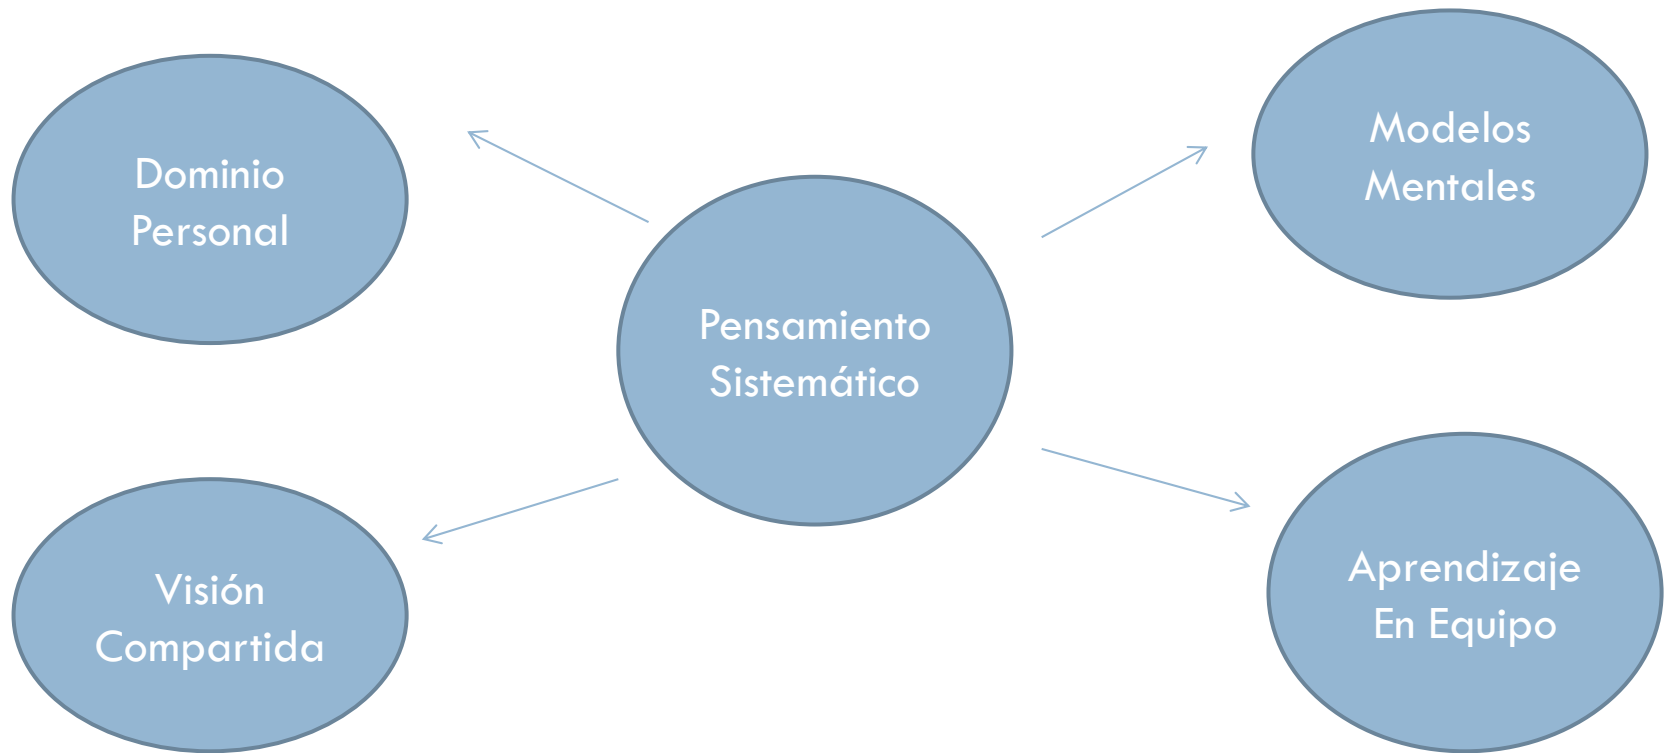 Dominio
Personal
Modelos
Mentales
Pensamiento
Sistemático
Visión
Compartida
Aprendizaje
En Equipo